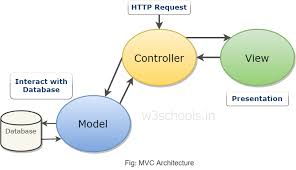 HTTP Request
Controller
View
Interact with
Database
Presentation
w3schools.in
Model
Database
Fig: MVC Architecture